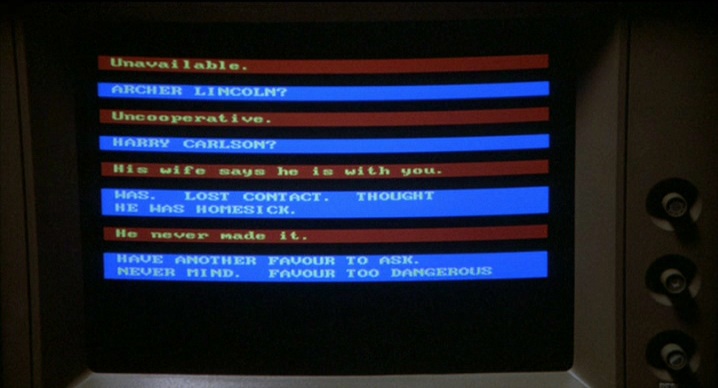 Unavailable.
ARCHER LINCOLN?
Uncooperative.
HARRY CARLSON?
His wife says he is with you.
WAS. LOST CONTACT. THOUGHT
HE WAS HOMESICK.
He never made it.
HAVE ANOTHER FAVOUR TO ASK.
NEVER MIND. FAVOUR TOO DANGEROUS